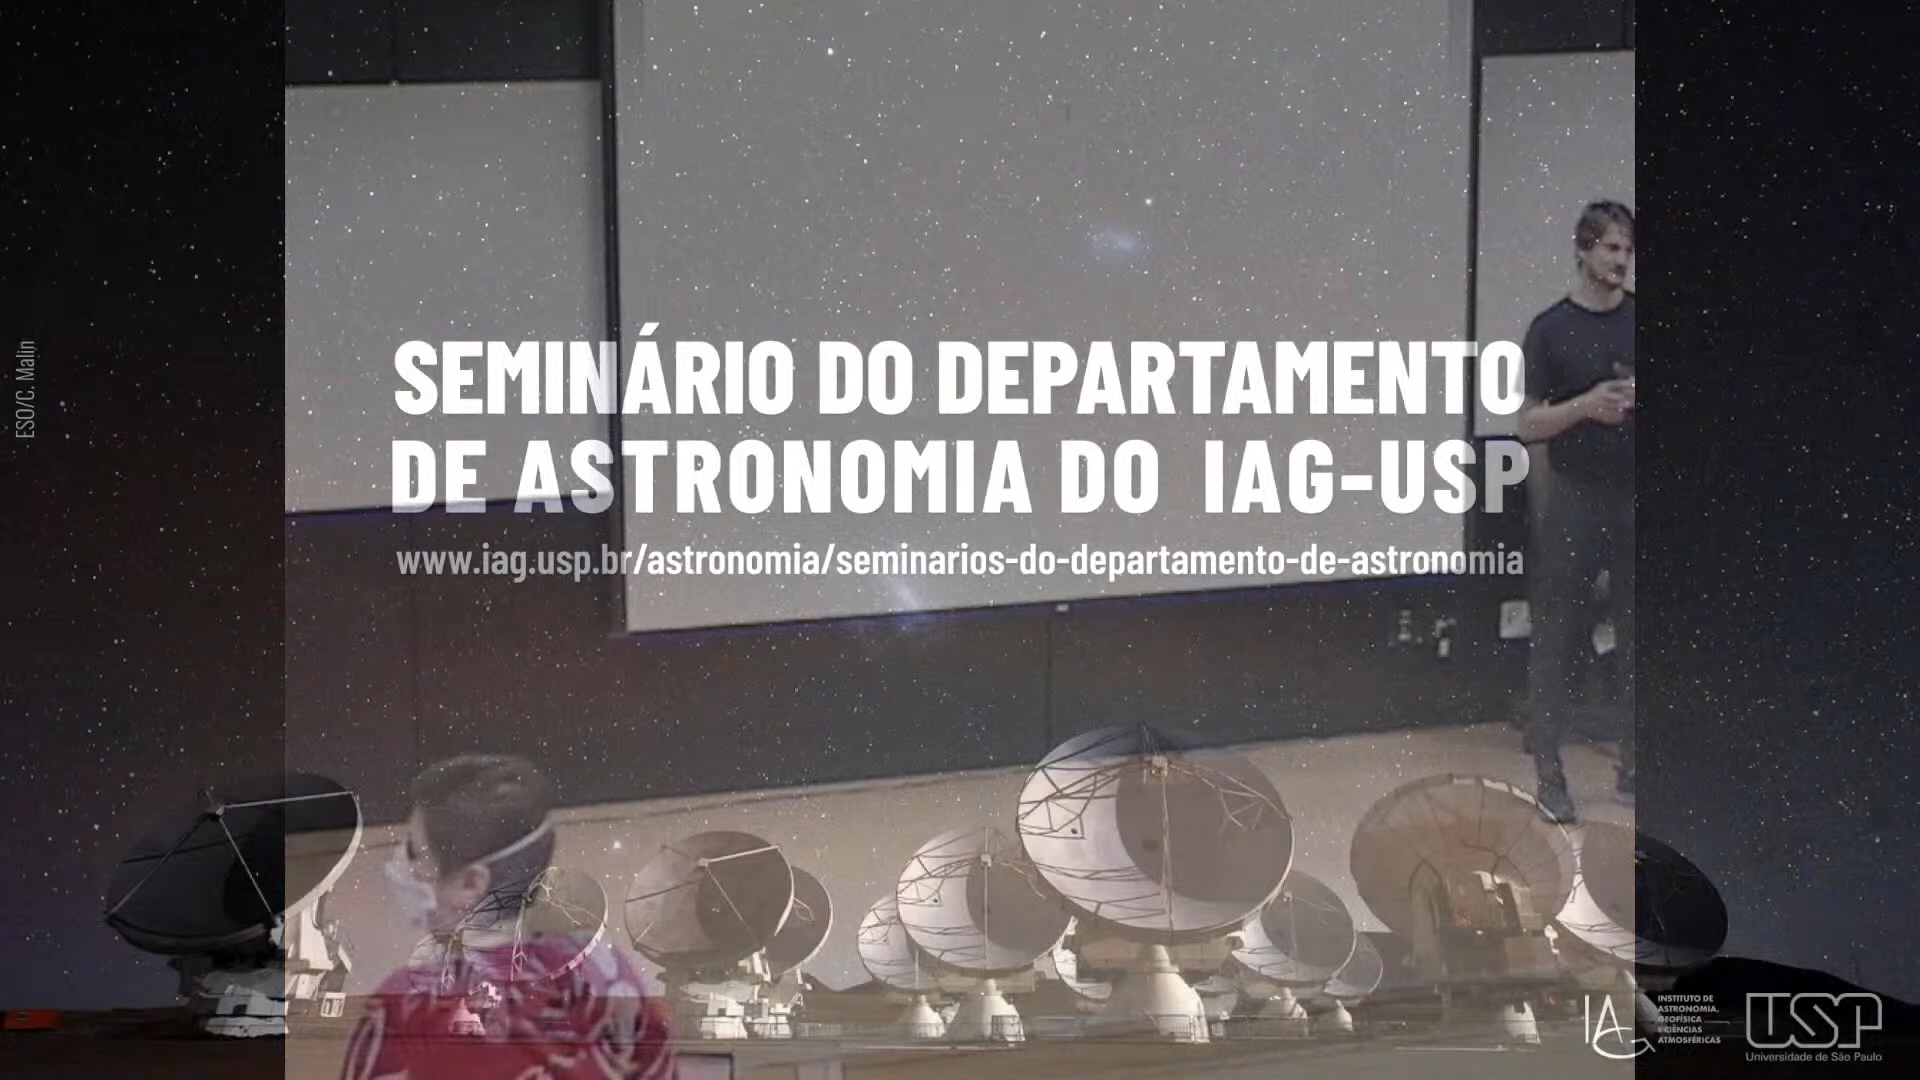 SEMINÁRIO DO DEPARTAMENTO
DE ASTRONOMIA DO IAG-USP
www.iag.usp.br/astronomia/seminarios-do-departamento-de-astronomia
ESO/C. Malin
IAG
INSTITUTO DE
ASTRONOMIA,
GEOFÍSICA
E CIÊNCIAS
ATMOSFÉRICAS
USP
Universidade de São Paulo